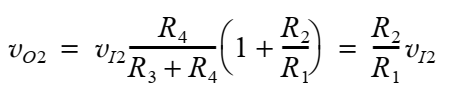 v_{O2} = v_{I2} \frac{R_4}{R_3 + R_4} \left( 1 + \frac{R_2}{R_1} \right) = \frac{R_2}{R_1} v_{I2}